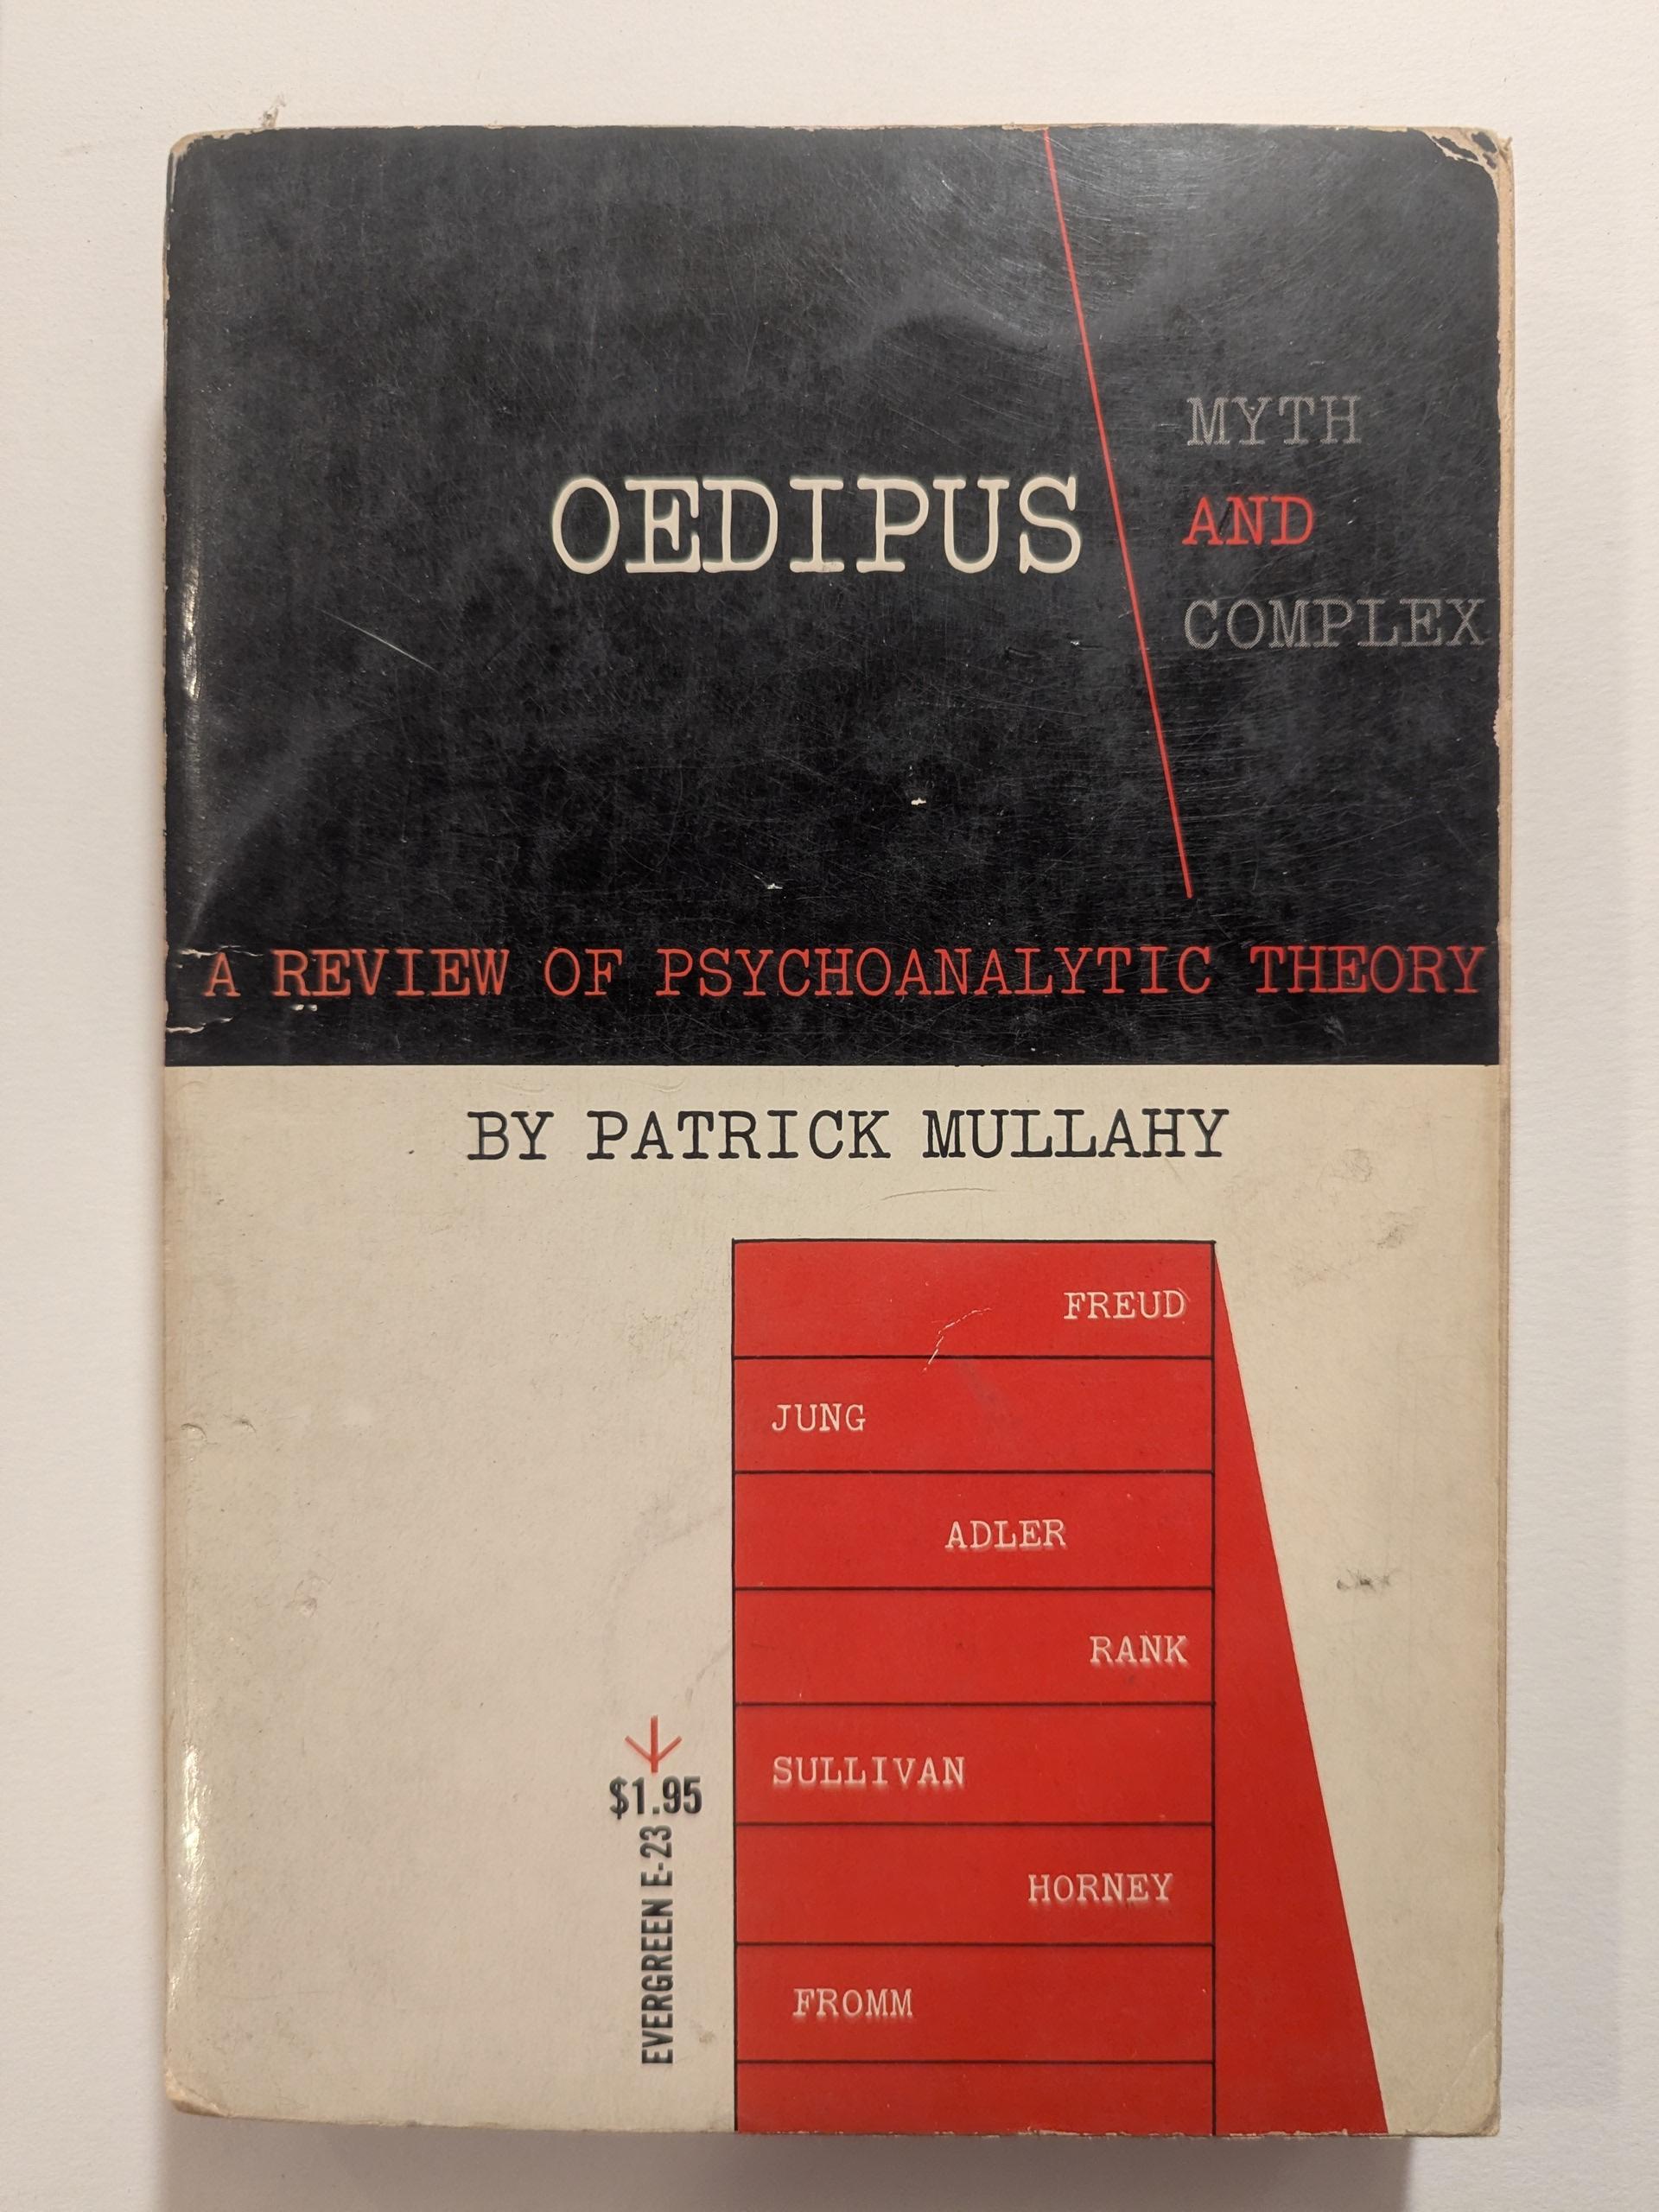 OEDIPUS
MYTH
AND
COMPLEX
A REVIEW OF PSYCHOANALYTIC THEORY
BY PATRICK MULLAHY
FREUD
JUNG
ADLER
RANK
SULLIVAN
HORNEY
FROMM
$1.95
EVERGREEN E-23